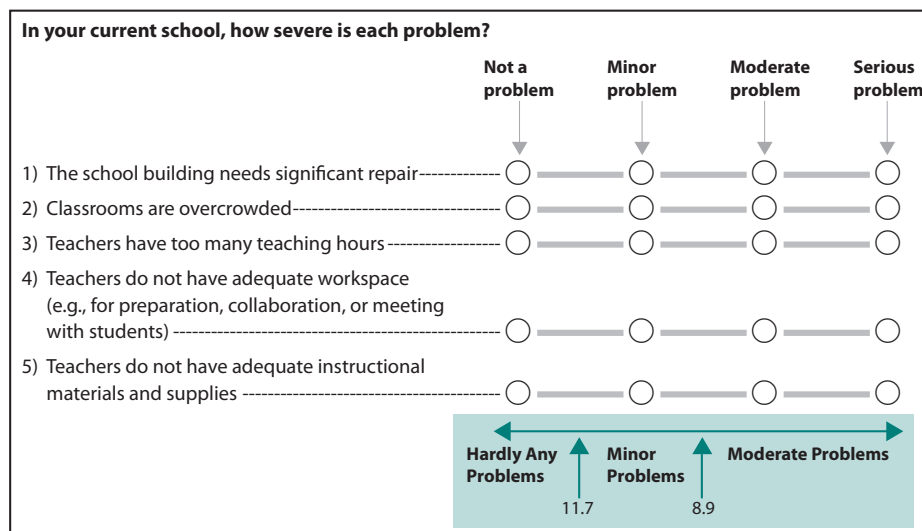 In your current school, how severe is each problem?
Not a problem
Minor problem
Moderate problem
Serious problem
1) The school building needs significant repair
2) Classrooms are overcrowded
3) Teachers have too many teaching hours
4) Teachers do not have adequate workspace
(e.g., for preparation, collaboration, or meeting
with students)
5) Teachers do not have adequate instructional
materials and supplies
Hardly Any Problems
Minor Problems
Moderate Problems
11.7
8.9